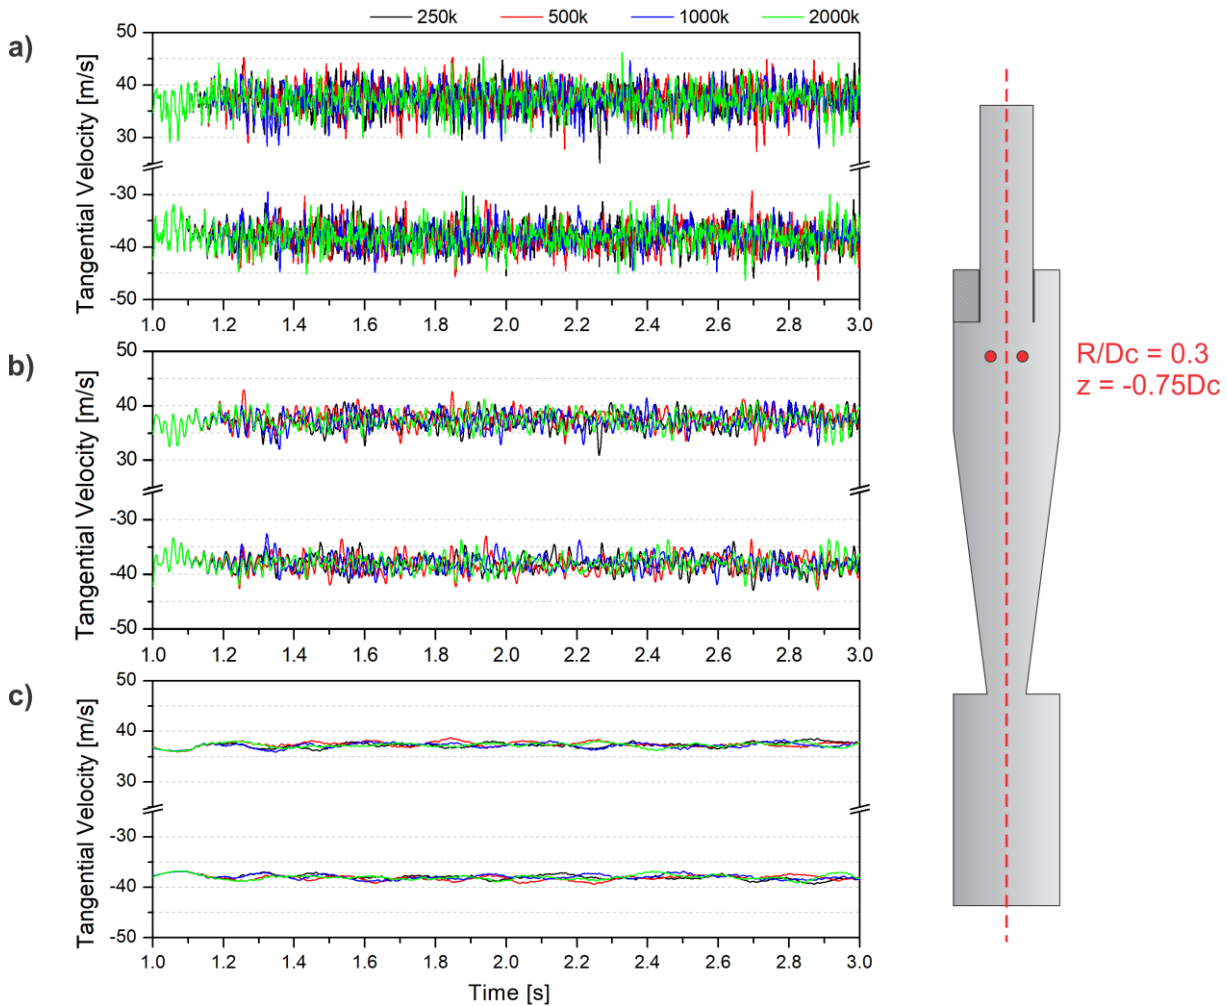 250k 500k 1000k 2000k
a)
Tangential Velocity [m/s]
50
40
30
-30
-40
-50
1.0 1.2 1.4 1.6 1.8 2.0 2.2 2.4 2.6 2.8 3.0
b)
Tangential Velocity [m/s]
50
40
30
-30
-40
-50
1.0 1.2 1.4 1.6 1.8 2.0 2.2 2.4 2.6 2.8 3.0
c)
Tangential Velocity [m/s]
50
40
30
-30
-40
-50
1.0 1.2 1.4 1.6 1.8 2.0 2.2 2.4 2.6 2.8 3.0
Time [s]
R/Dc = 0.3
z = -0.75Dc